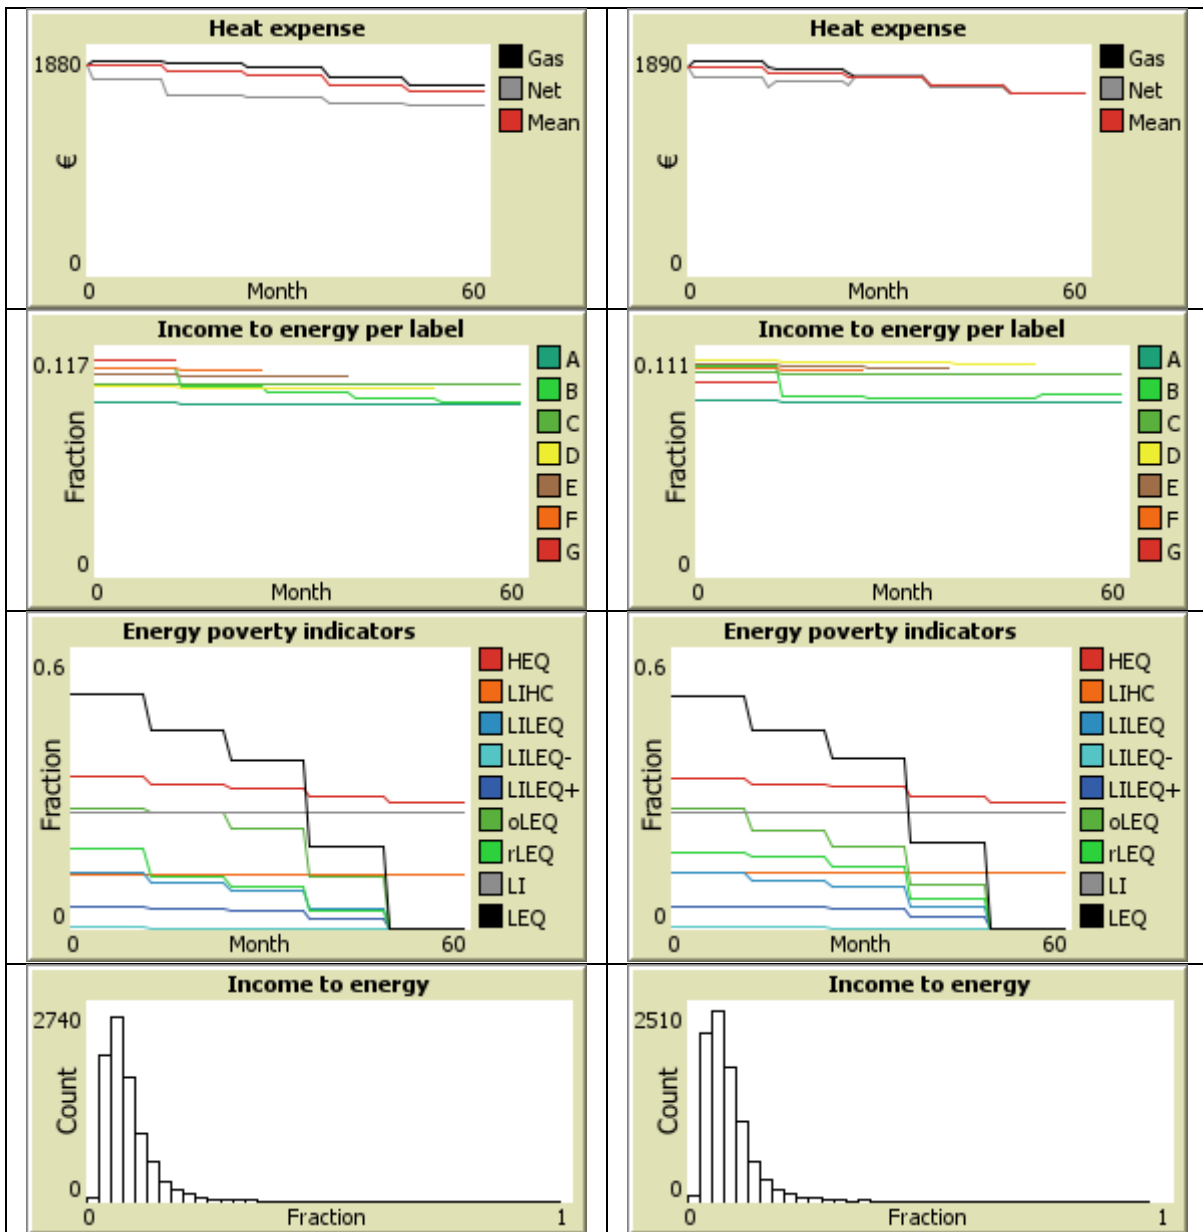 Heat expense
1880
€
0
0 Month 60
Gas
Net
Mean
Heat expense
1890
€
0
0 Month 60
Gas
Net
Mean
Income to energy per label
0.117
Fraction
0
0 Month 60
A
B
C
D
E
F
G
Income to energy per label
0.111
Fraction
0
0 Month 60
A
B
C
D
E
F
G
Energy poverty indicators
0.6
Fraction
0
0 Month 60
HEQ
LIHC
LILEQ
LILEQ-
LILEQ+
oLEQ
rLEQ
LI
LEQ
Energy poverty indicators
0.6
Fraction
0
0 Month 60
HEQ
LIHC
LILEQ
LILEQ-
LILEQ+
oLEQ
rLEQ
LI
LEQ
Income to energy
2740
Count
0
0 Fraction 1
Income to energy
2510
Count
0
0 Fraction 1